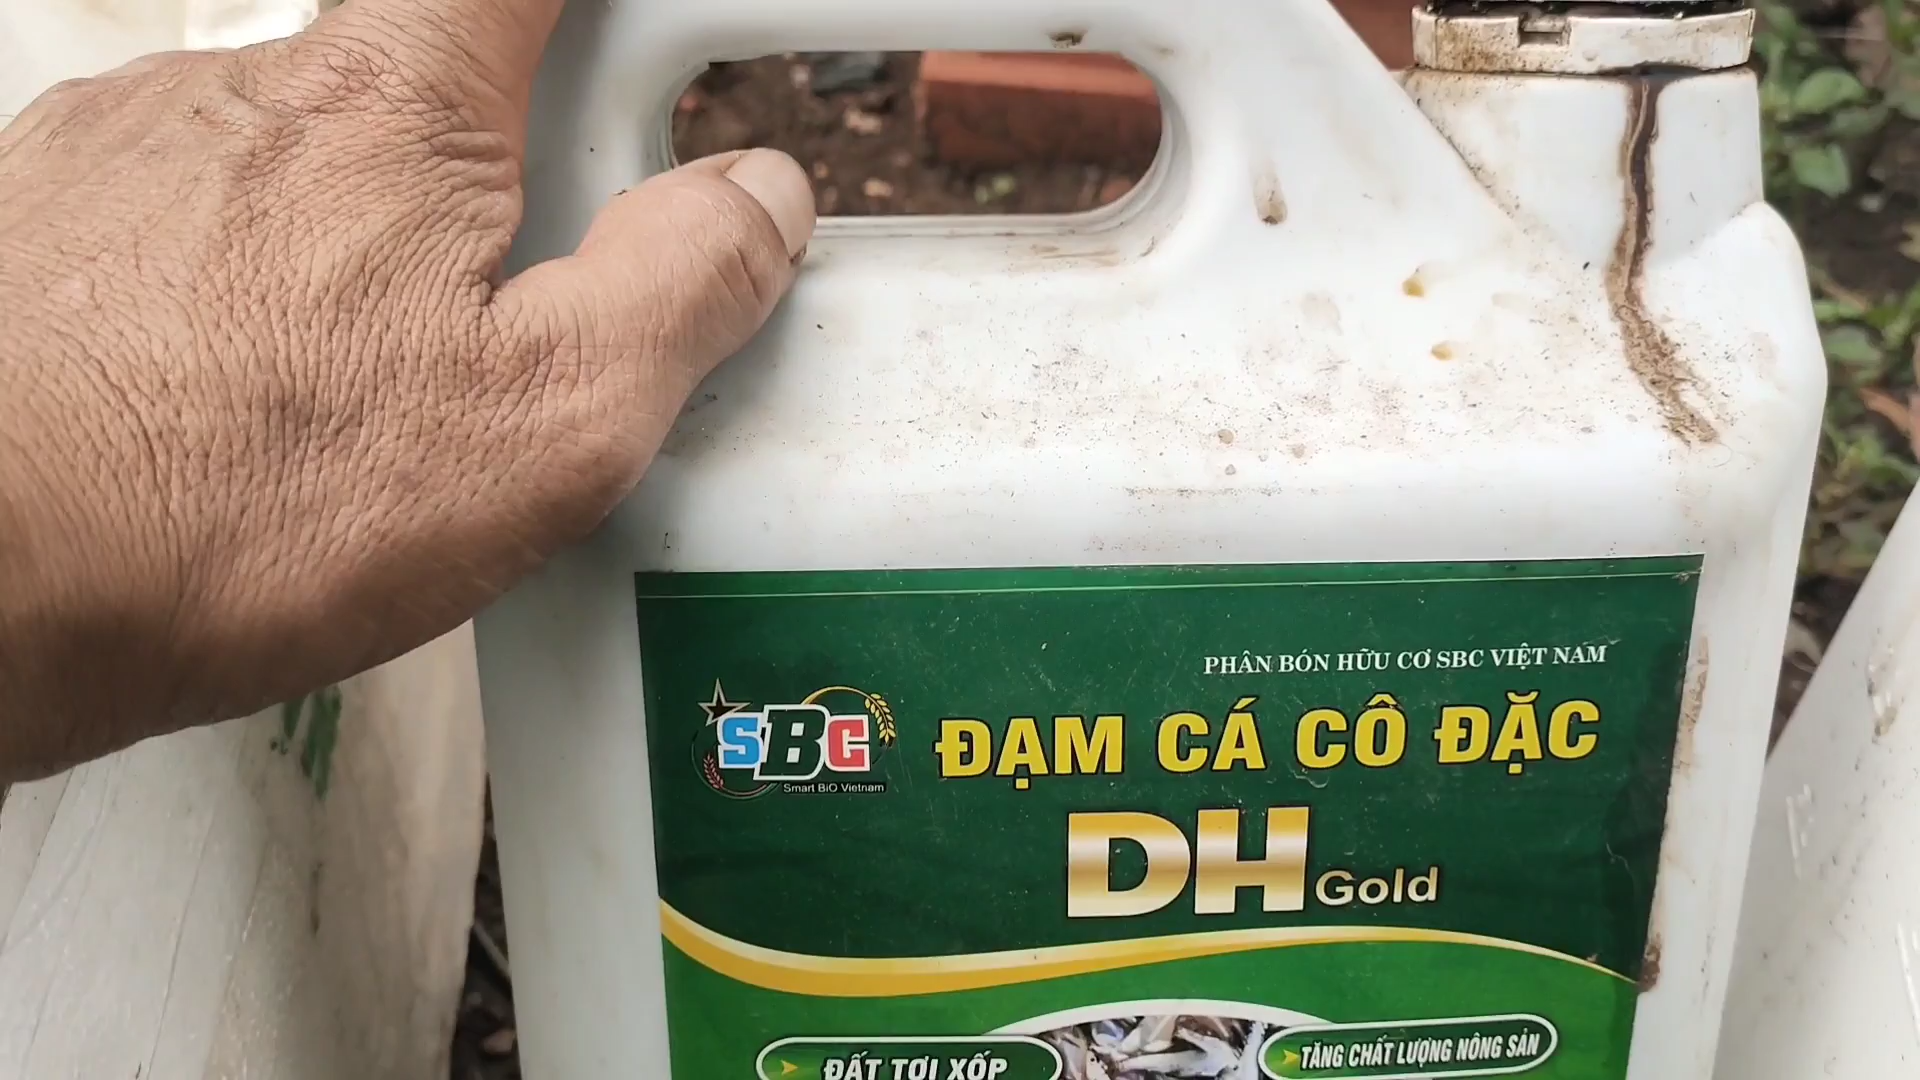 PHÂN BÓN HỮU CƠ SBC VIỆT NAM
SBC
Smart BiO Vietnam
ĐẠM CÁ CÔ ĐẶC
DH Gold
ĐẤT TƠI XỐP
TĂNG CHẤT LƯỢNG NÔNG SẢN